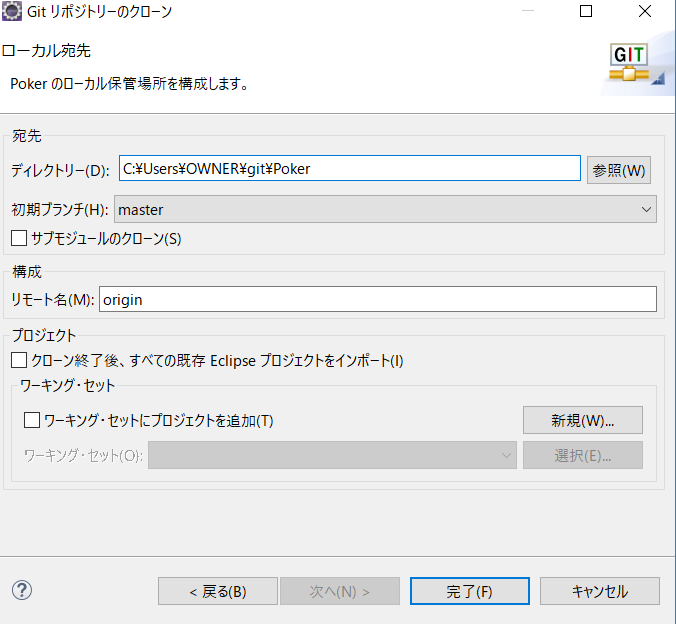 Git リポジトリーのクローン
ローカル宛先
Poker のローカル保管場所を構成します。
GIT
宛先
ディレクトリー(D): C:¥Users¥OWNER¥git¥Poker 参照(W)
初期ブランチ(H): master
サブモジュールのクローン(S)
構成
リモート名(M): origin
プロジェクト
クローン終了後、すべての既存 Eclipse プロジェクトをインポート(I)
ワーキング・セット
ワーキング・セットにプロジェクトを追加(T) 新規(W)...
ワーキング・セット(O): 選択(E)...
? < 戻る(B) 次へ(N) > 完了(F) キャンセル